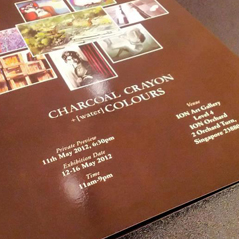 CHARCOAL CRAYON
+ [water] COLOURS
Private Preview
11th May 2012, 6:30pm
Exhibition Date
12-16 May 2012
Time
11am-9pm
Venue
ION Art Gallery
Level 4
ION Orchard
2 Orchard Turn,
Singapore